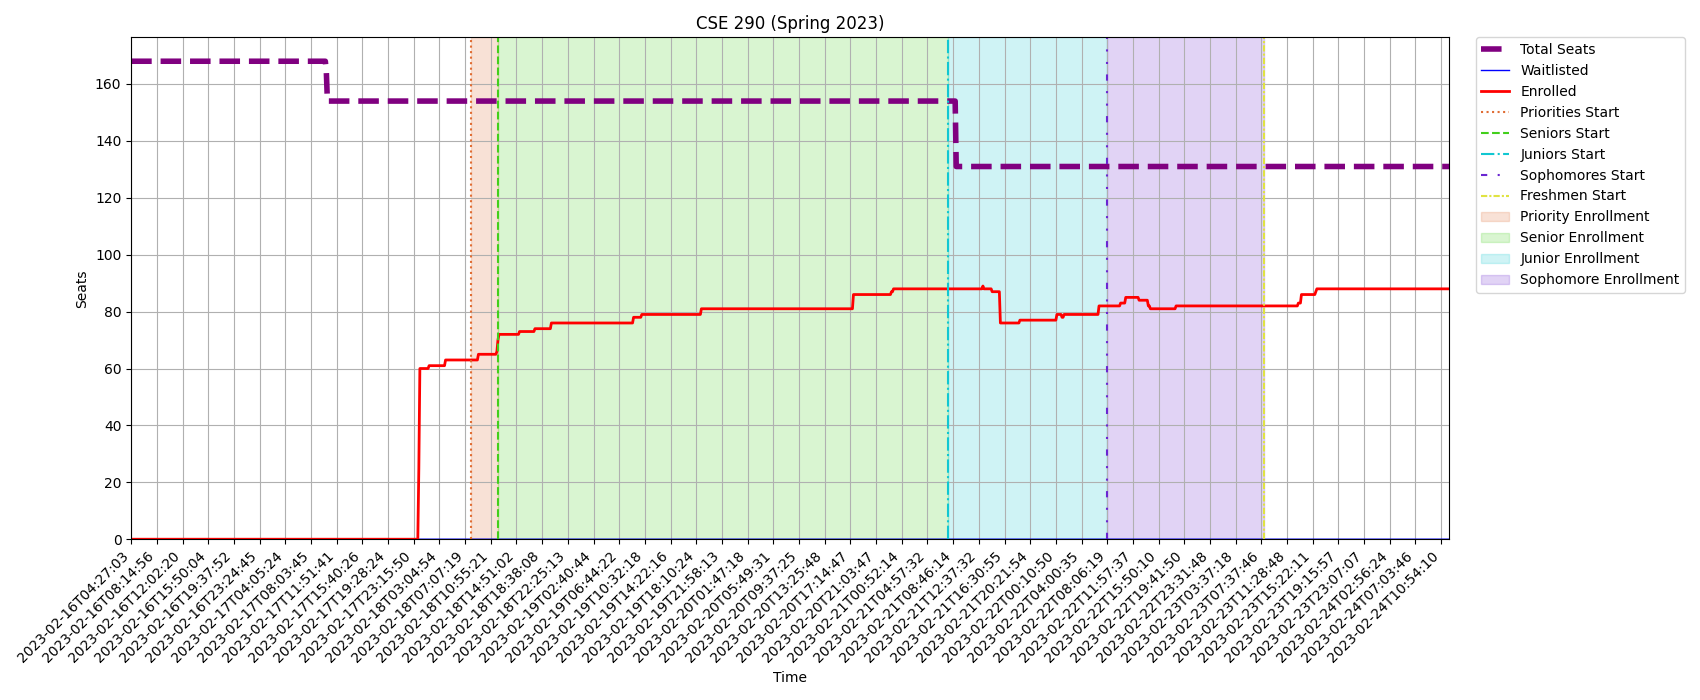 CSE 290 (Spring 2023)
Seats
160
140
120
100
80
60
40
20
0
2023-02-16T04:27:03
2023-02-16T08:14:56
2023-02-16T12:02:20
2023-02-16T15:50:04
2023-02-16T19:37:52
2023-02-16T23:24:45
2023-02-17T04:05:24
2023-02-17T08:03:45
2023-02-17T11:51:41
2023-02-17T15:40:26
2023-02-17T19:28:24
2023-02-17T23:15:50
2023-02-18T03:04:54
2023-02-18T07:07:19
2023-02-18T10:55:21
2023-02-18T14:51:02
2023-02-18T18:38:08
2023-02-18T22:25:13
2023-02-19T02:40:44
2023-02-19T06:44:22
2023-02-19T10:32:18
2023-02-19T14:22:16
2023-02-19T18:10:24
2023-02-19T21:58:13
2023-02-20T01:47:18
2023-02-20T05:49:31
2023-02-20T09:37:25
2023-02-20T13:25:48
2023-02-20T17:14:47
2023-02-20T21:03:47
2023-02-21T00:52:14
2023-02-21T04:57:32
2023-02-21T08:46:14
2023-02-21T12:37:32
2023-02-21T16:30:55
2023-02-21T20:21:54
2023-02-22T00:10:50
2023-02-22T04:00:35
2023-02-22T08:06:19
2023-02-22T11:57:37
2023-02-22T15:50:10
2023-02-22T19:41:50
2023-02-22T23:31:48
2023-02-23T03:37:18
2023-02-23T07:37:46
2023-02-23T11:28:48
2023-02-23T15:22:11
2023-02-23T19:15:57
2023-02-23T23:07:07
2023-02-24T02:56:24
2023-02-24T07:03:46
2023-02-24T10:54:10
Time
Total Seats
Waitlisted
Enrolled
Priorities Start
Seniors Start
Juniors Start
Sophomores Start
Freshmen Start
Priority Enrollment
Senior Enrollment
Junior Enrollment
Sophomore Enrollment